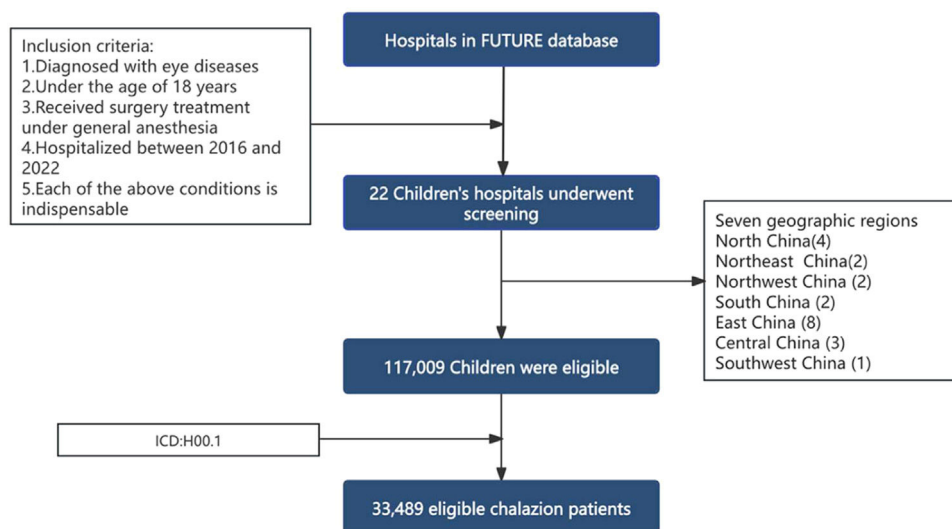 Hospitals in FUTURE database
Inclusion criteria:
1.Diagnosed with eye diseases
2.Under the age of 18 years
3.Received surgery treatment
under general anesthesia
4.Hospitalized between 2016 and
2022
5.Each of the above conditions is
indispensable
22 Children's hospitals underwent
screening
Seven geographic regions
North China(4)
Northeast  China(2)
Northwest China (2)
South China (2)
East China (8)
Central China (3)
Southwest China (1)
117,009 Children were eligible
ICD:H00.1
33,489 eligible chalazion patients